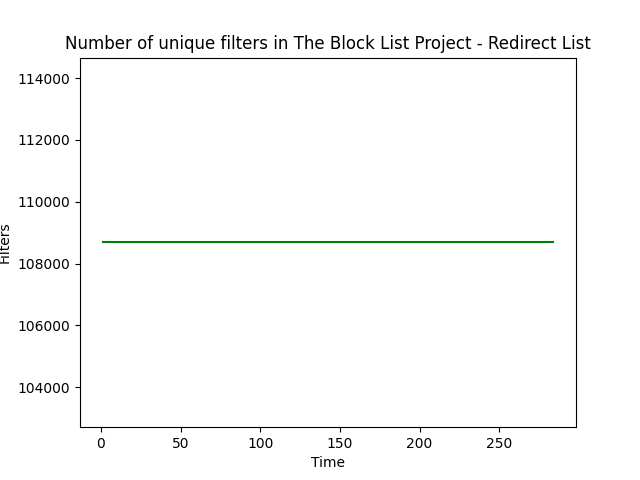 Number of unique filters in The Block List Project - Redirect List
114000
112000
110000
108000
106000
104000
Filters
0 50 100 150 200 250
Time